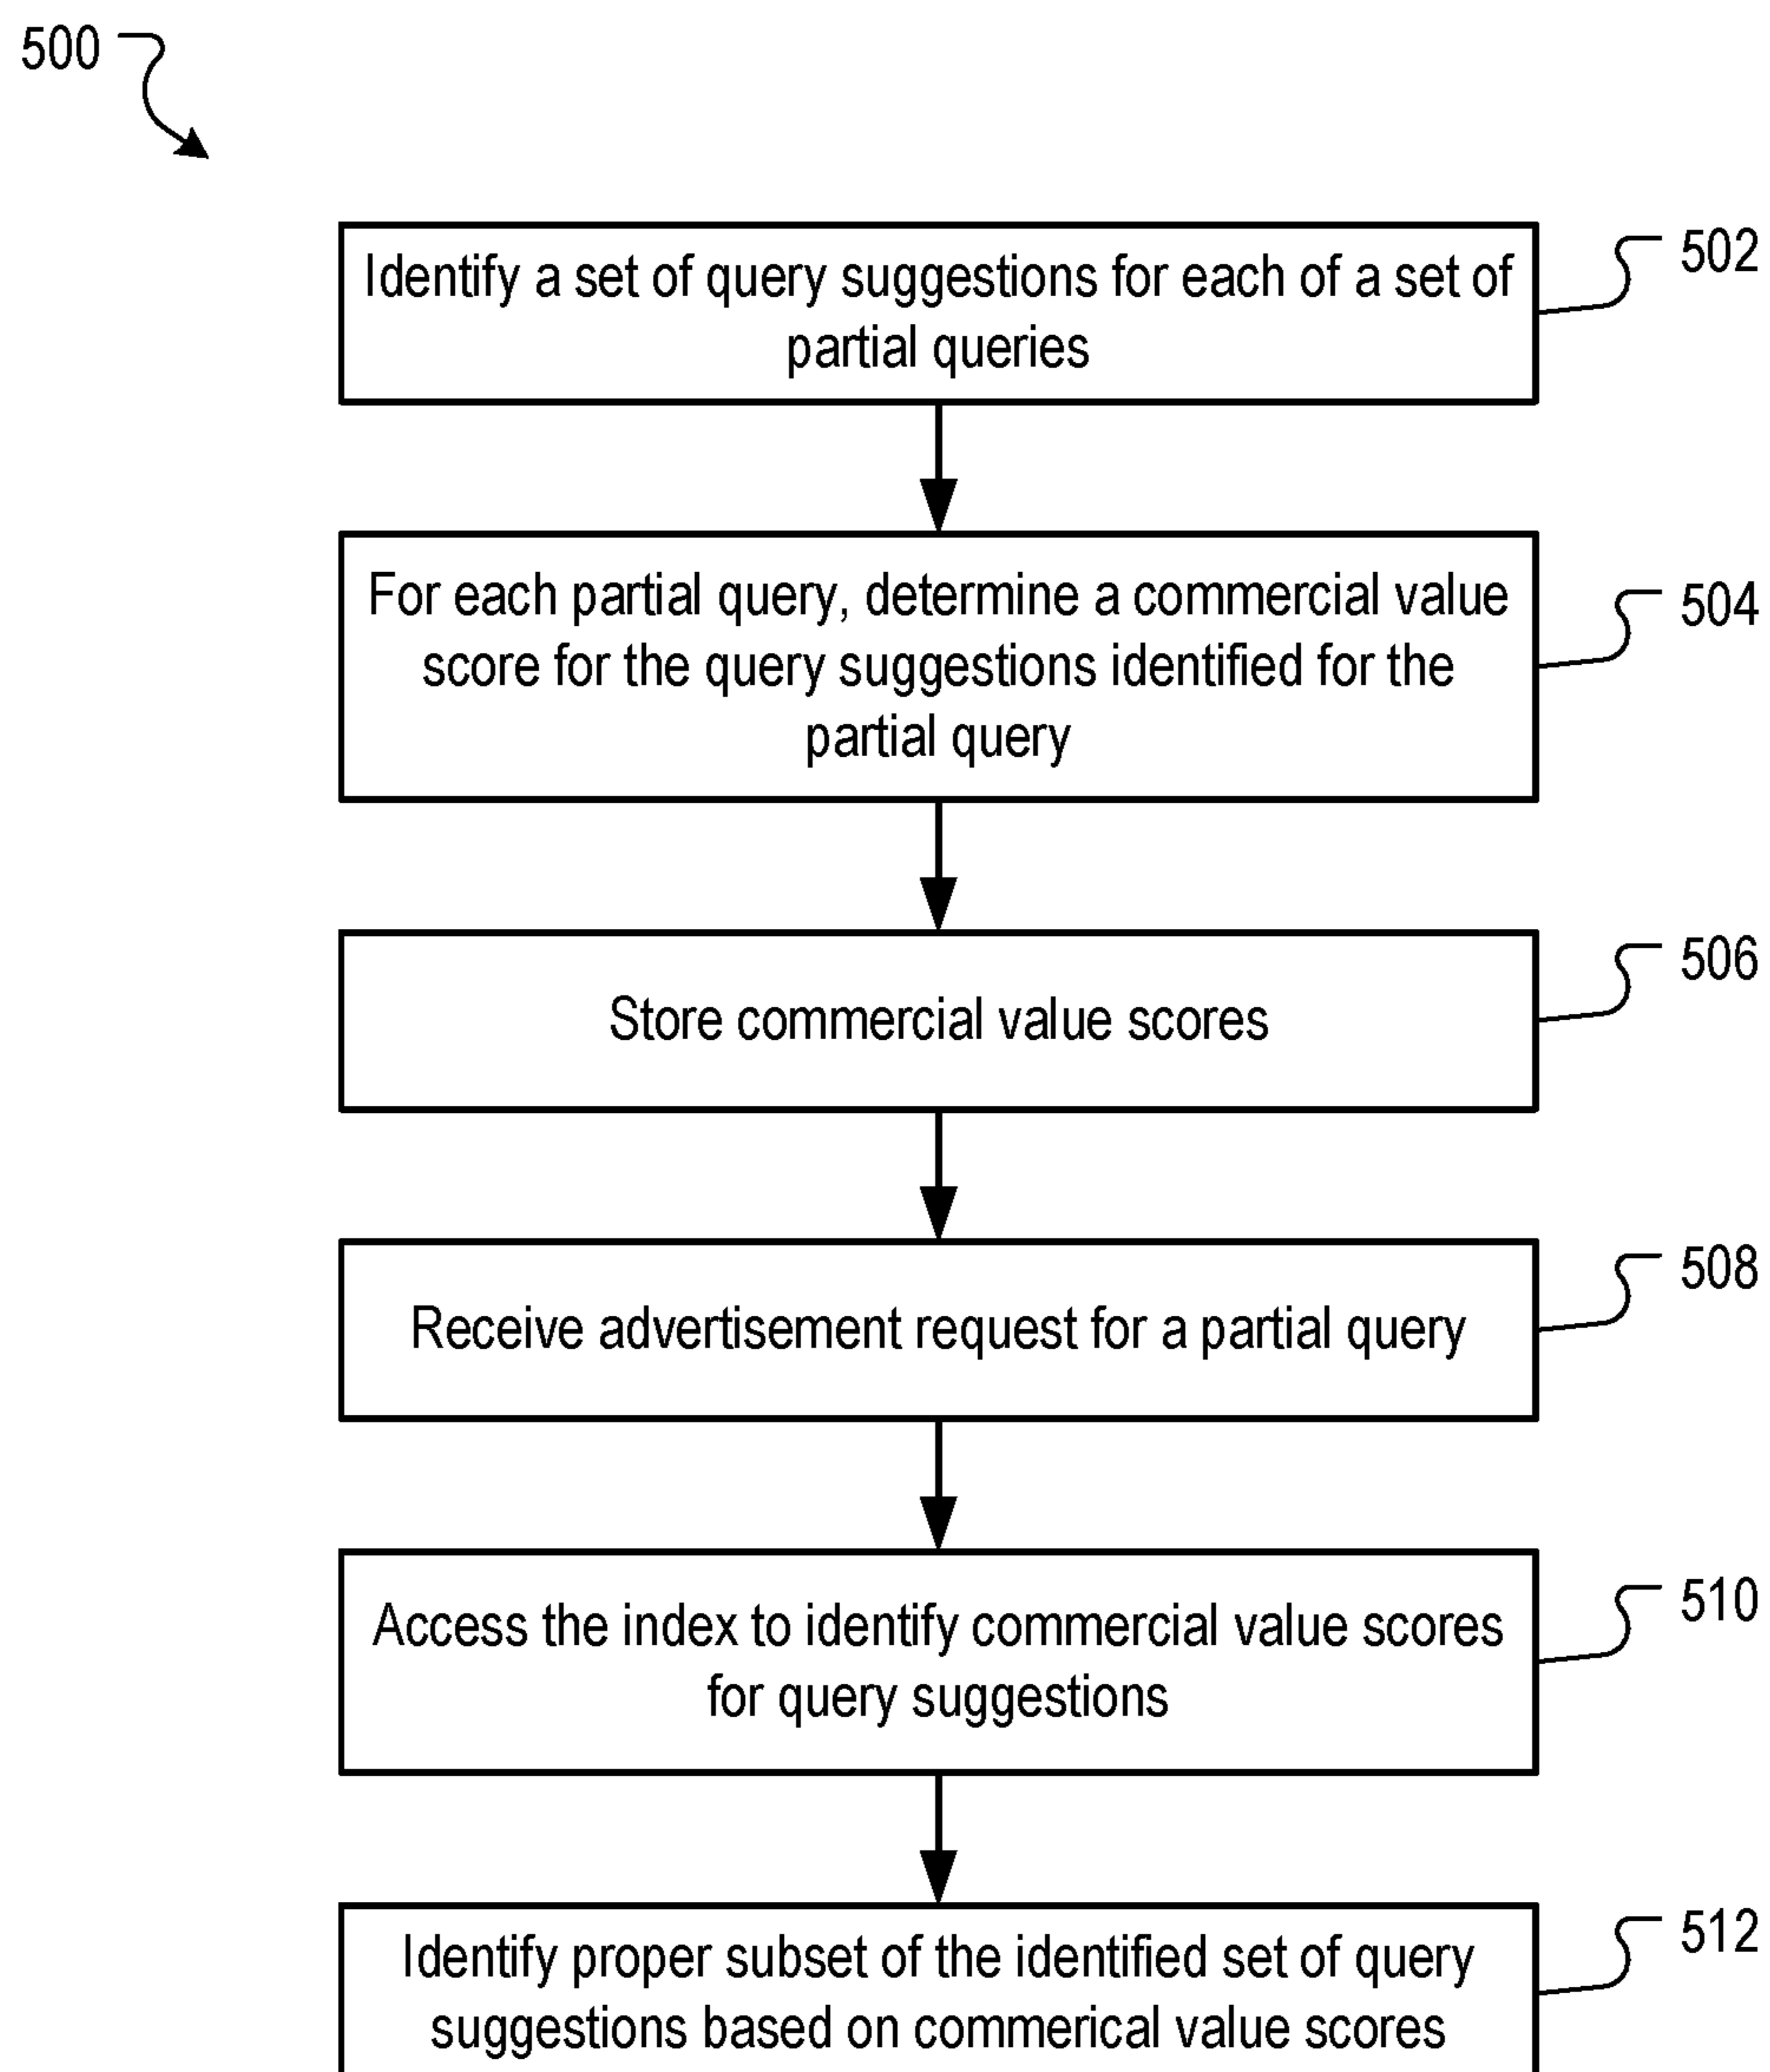 500
Identify a set of query suggestions for each of a set of
partial queries
502
For each partial query, determine a commercial value
score for the query suggestions identified for the
partial query
504
Store commercial value scores
506
Receive advertisement request for a partial query
508
Access the index to identify commercial value scores
for query suggestions
510
Identify proper subset of the identified set of query
suggestions based on commerical value scores
512